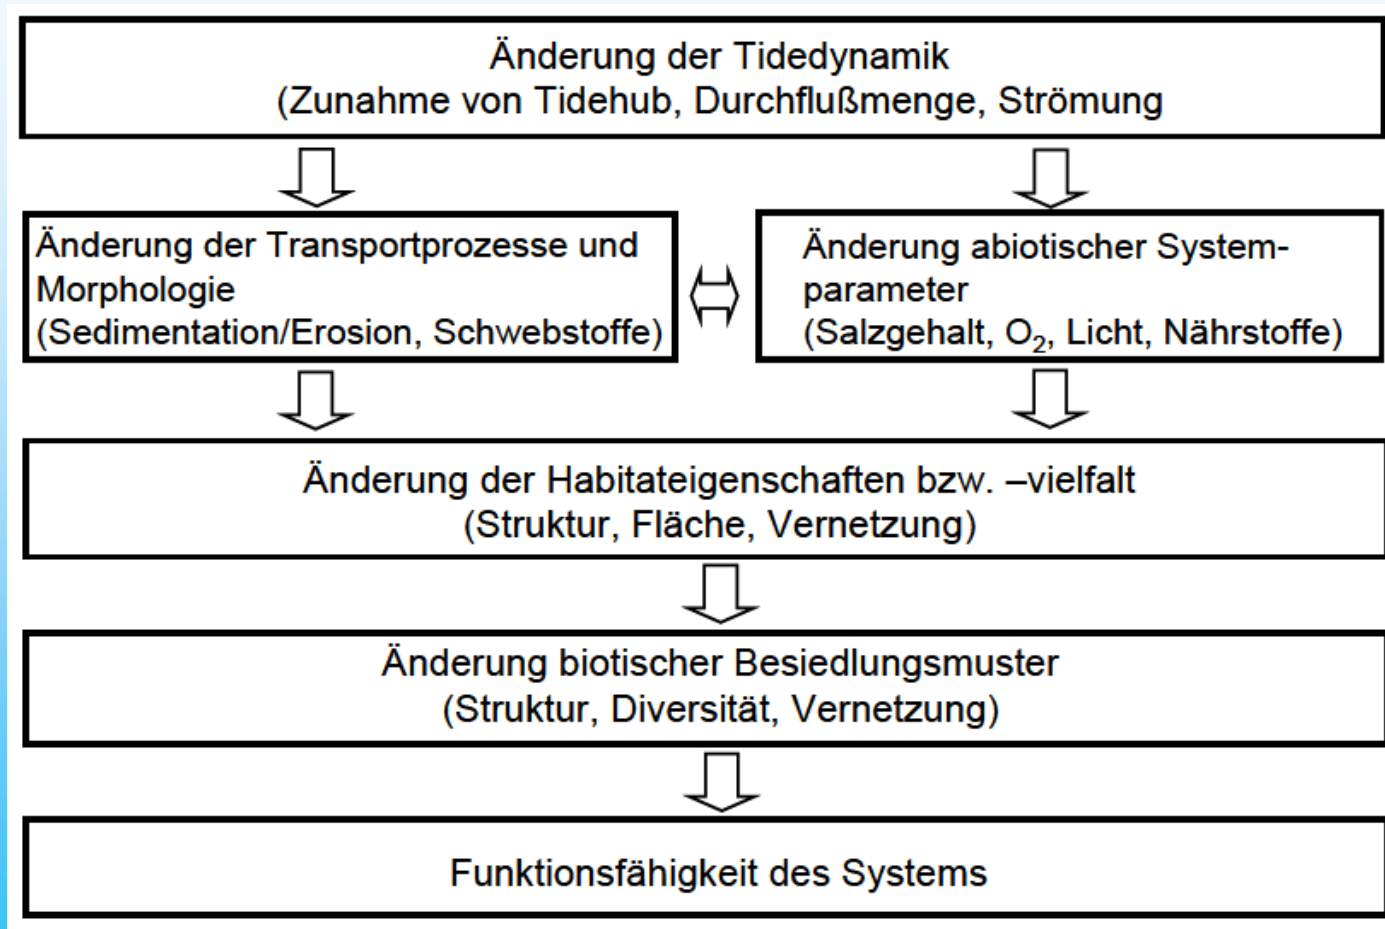 Änderung der Tidedynamik
(Zunahme von Tidehub, Durchflußmenge, Strömung
Änderung der Transportprozesse und
Morphologie
(Sedimentation/Erosion, Schwebstoffe)
Änderung abiotischer System-
parameter
(Salzgehalt, O₂, Licht, Nährstoffe)
Änderung der Habitateigenschaften bzw. –vielfalt
(Struktur, Fläche, Vernetzung)
Änderung biotischer Besiedlungsmuster
(Struktur, Diversität, Vernetzung)
Funktionsfähigkeit des Systems